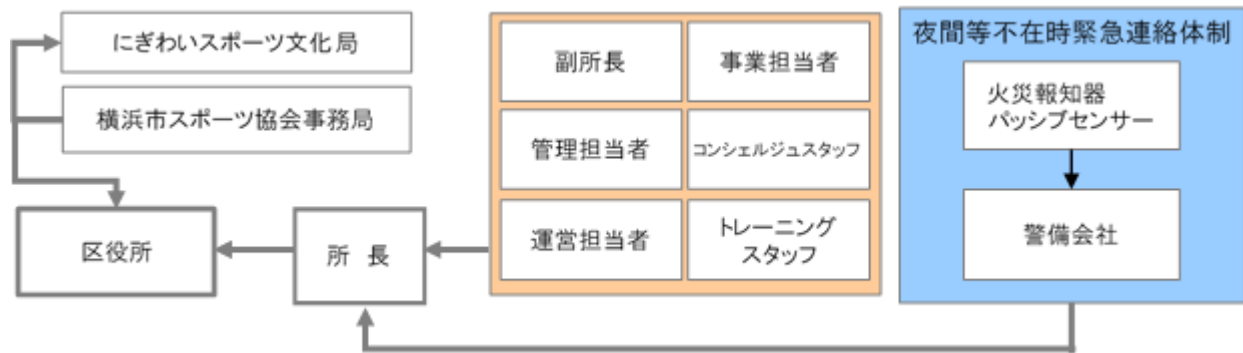 にぎわいスポーツ文化局
横浜市スポーツ協会事務局
区役所
所 長
副所長
事業担当者
管理担当者
コンシェルジュスタッフ
運営担当者
トレーニング
スタッフ
夜間等不在時緊急連絡体制
火災報知器
パッシブセンサー
警備会社